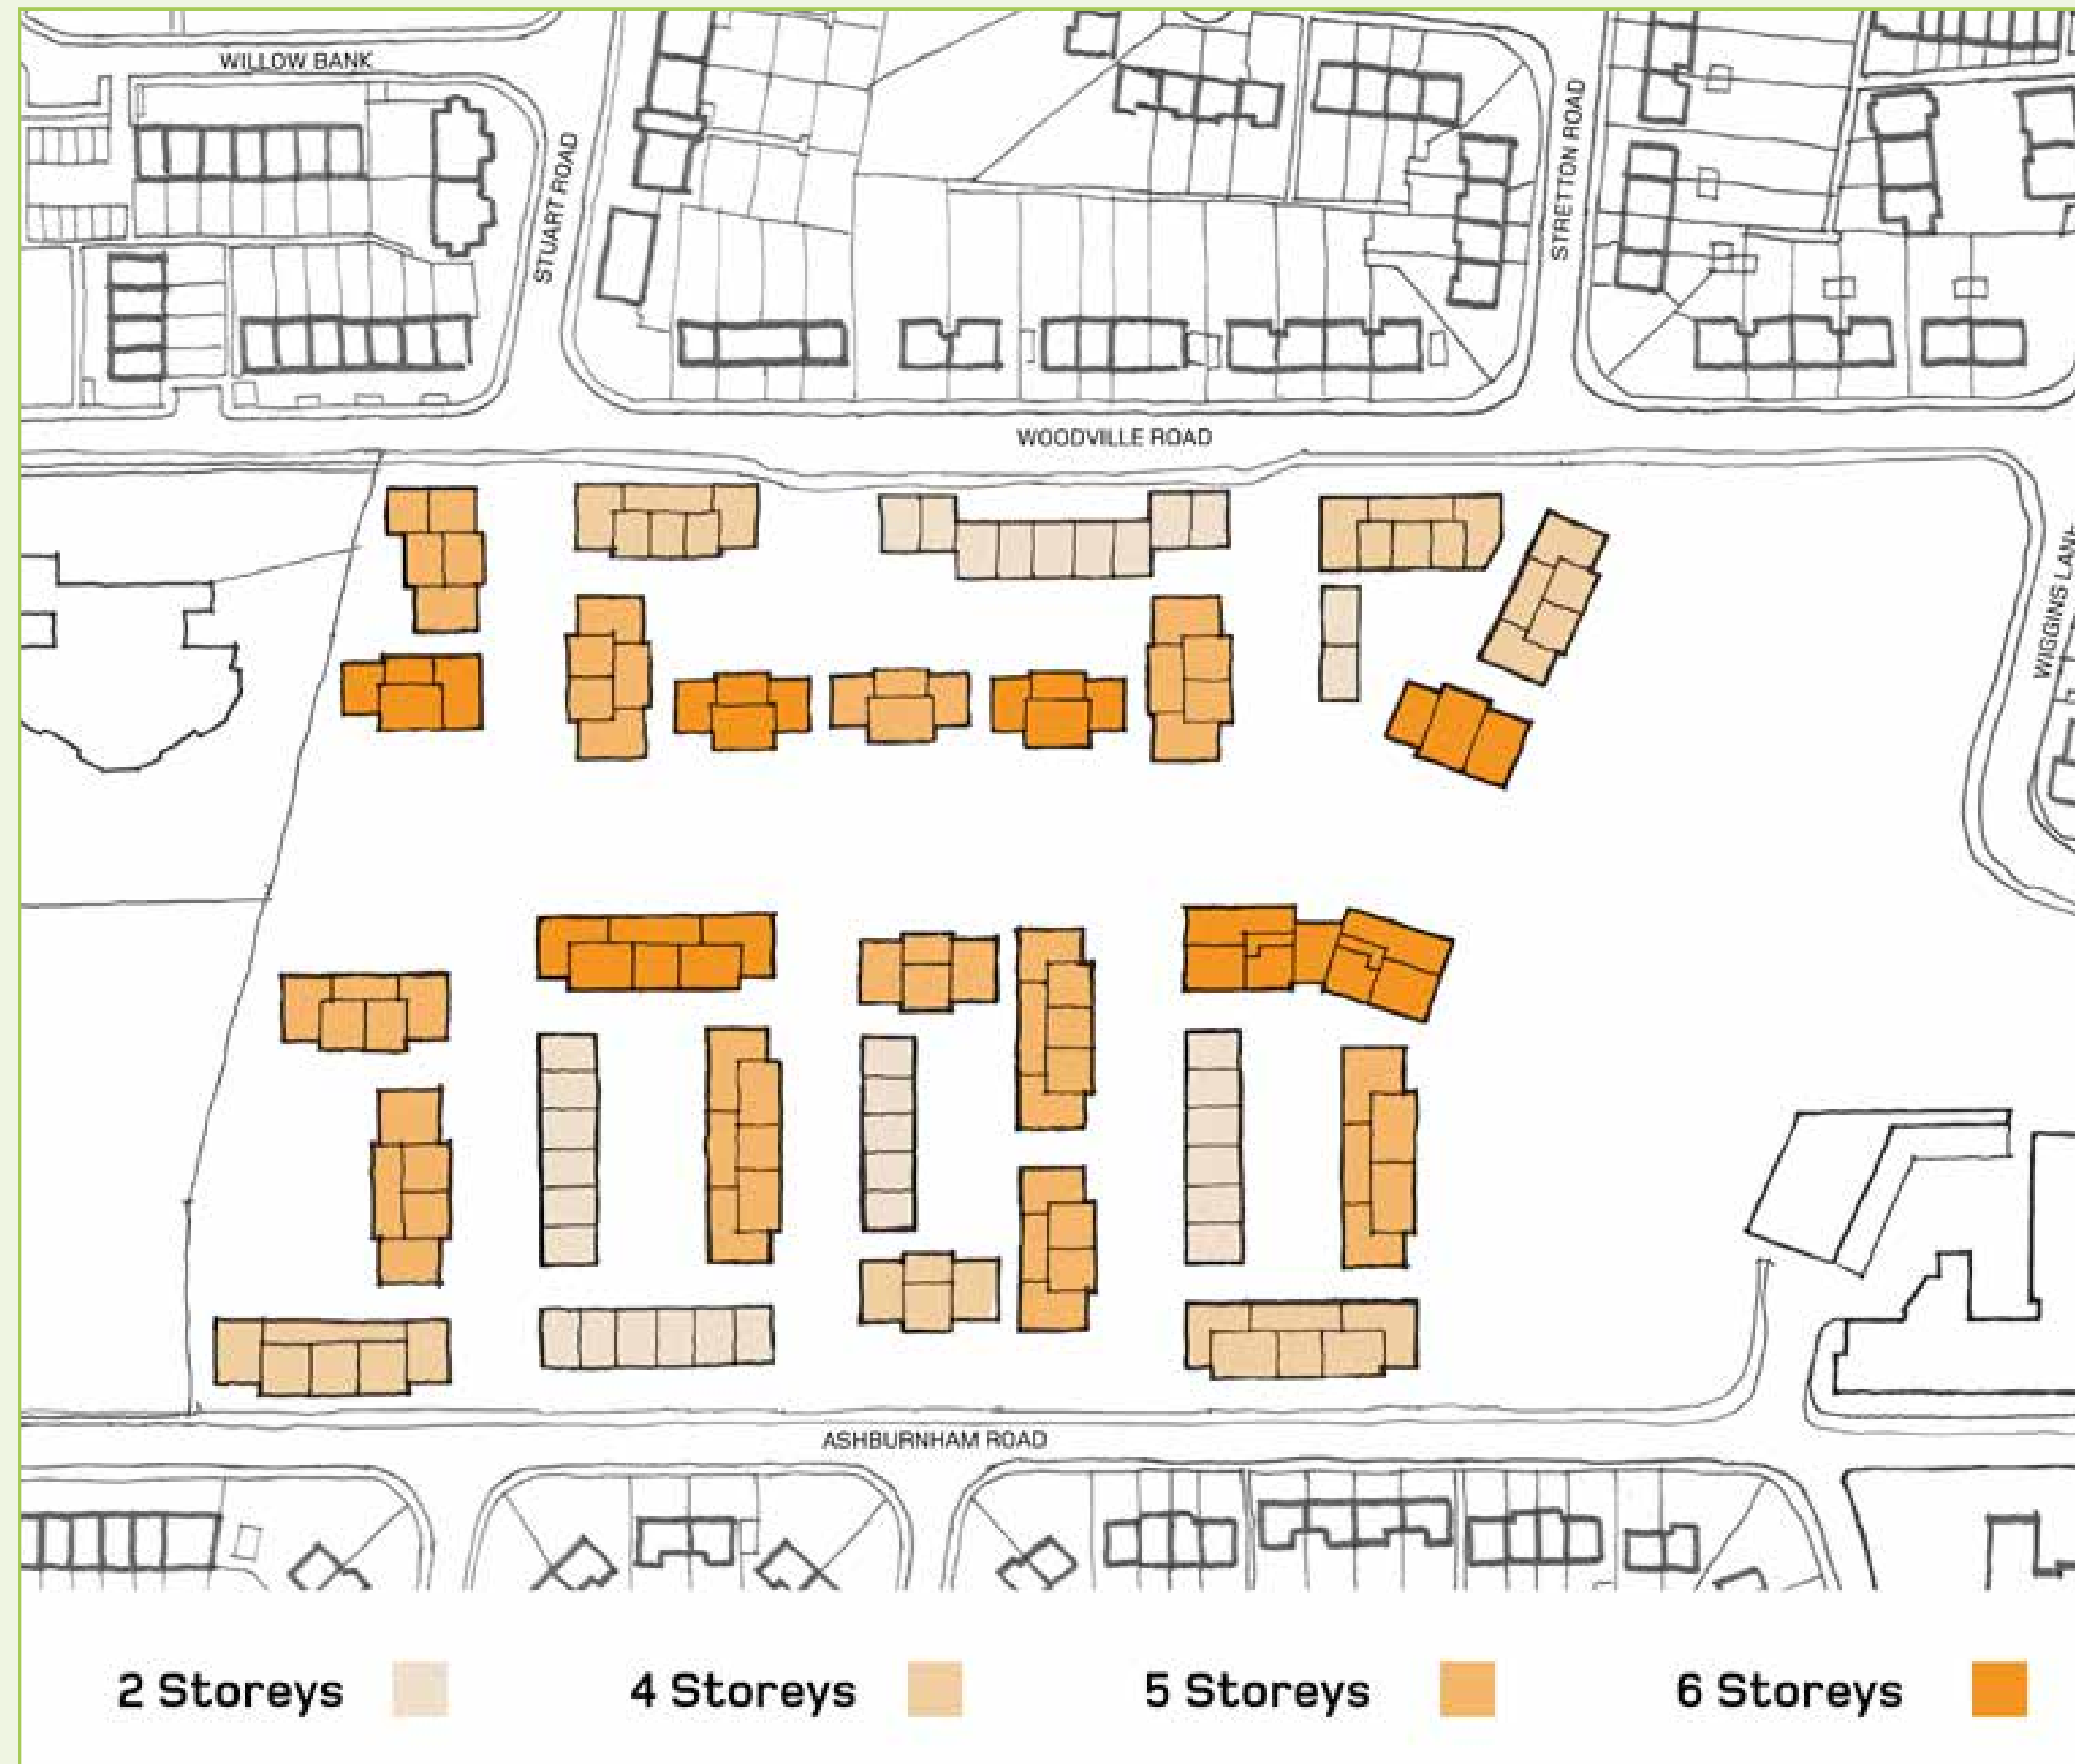 WILLOW BANK
STUART ROAD
STRETTON ROAD
WOODVILLE ROAD
WIGGINS LANE
ASHBURNHAM ROAD
2 Storeys
4 Storeys
5 Storeys
6 Storeys